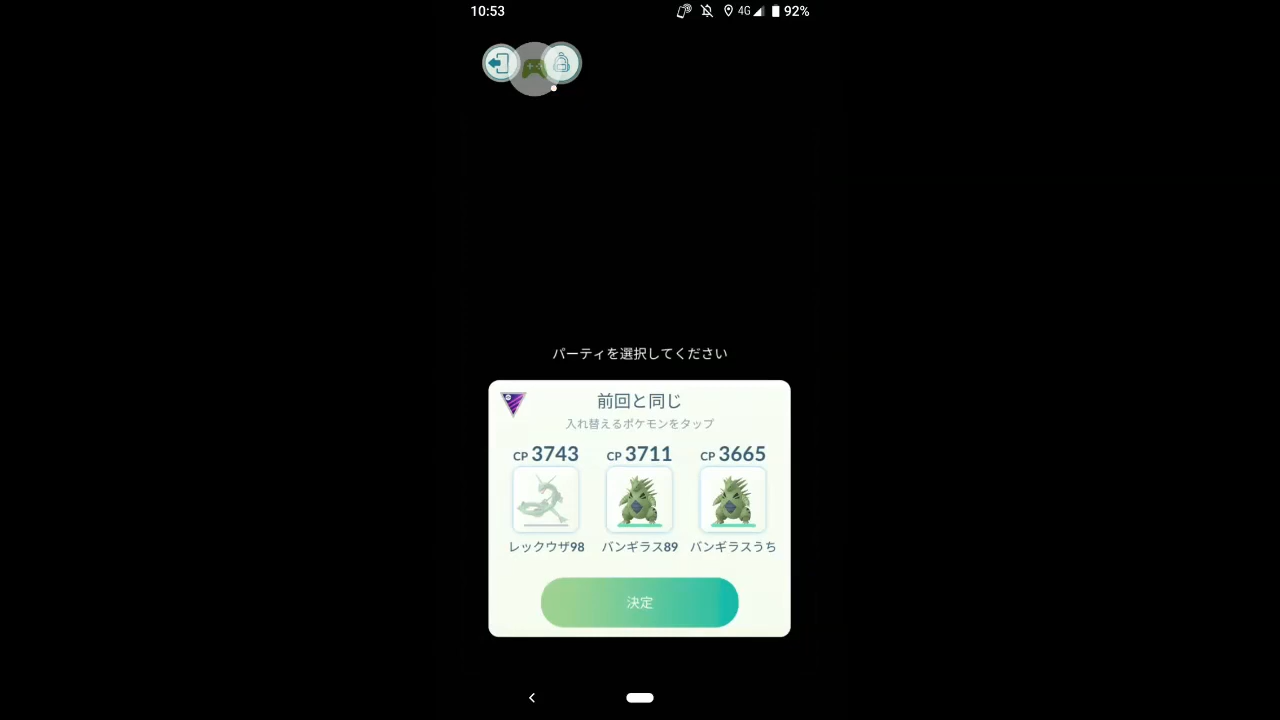 10:53
4G 92%
パーティを選択してください
前回と同じ
入れ替えるポケモンをタップ
CP 3743 CP 3711 CP 3665
レックウザ98 バンギラス89 バンギラスうち
決定